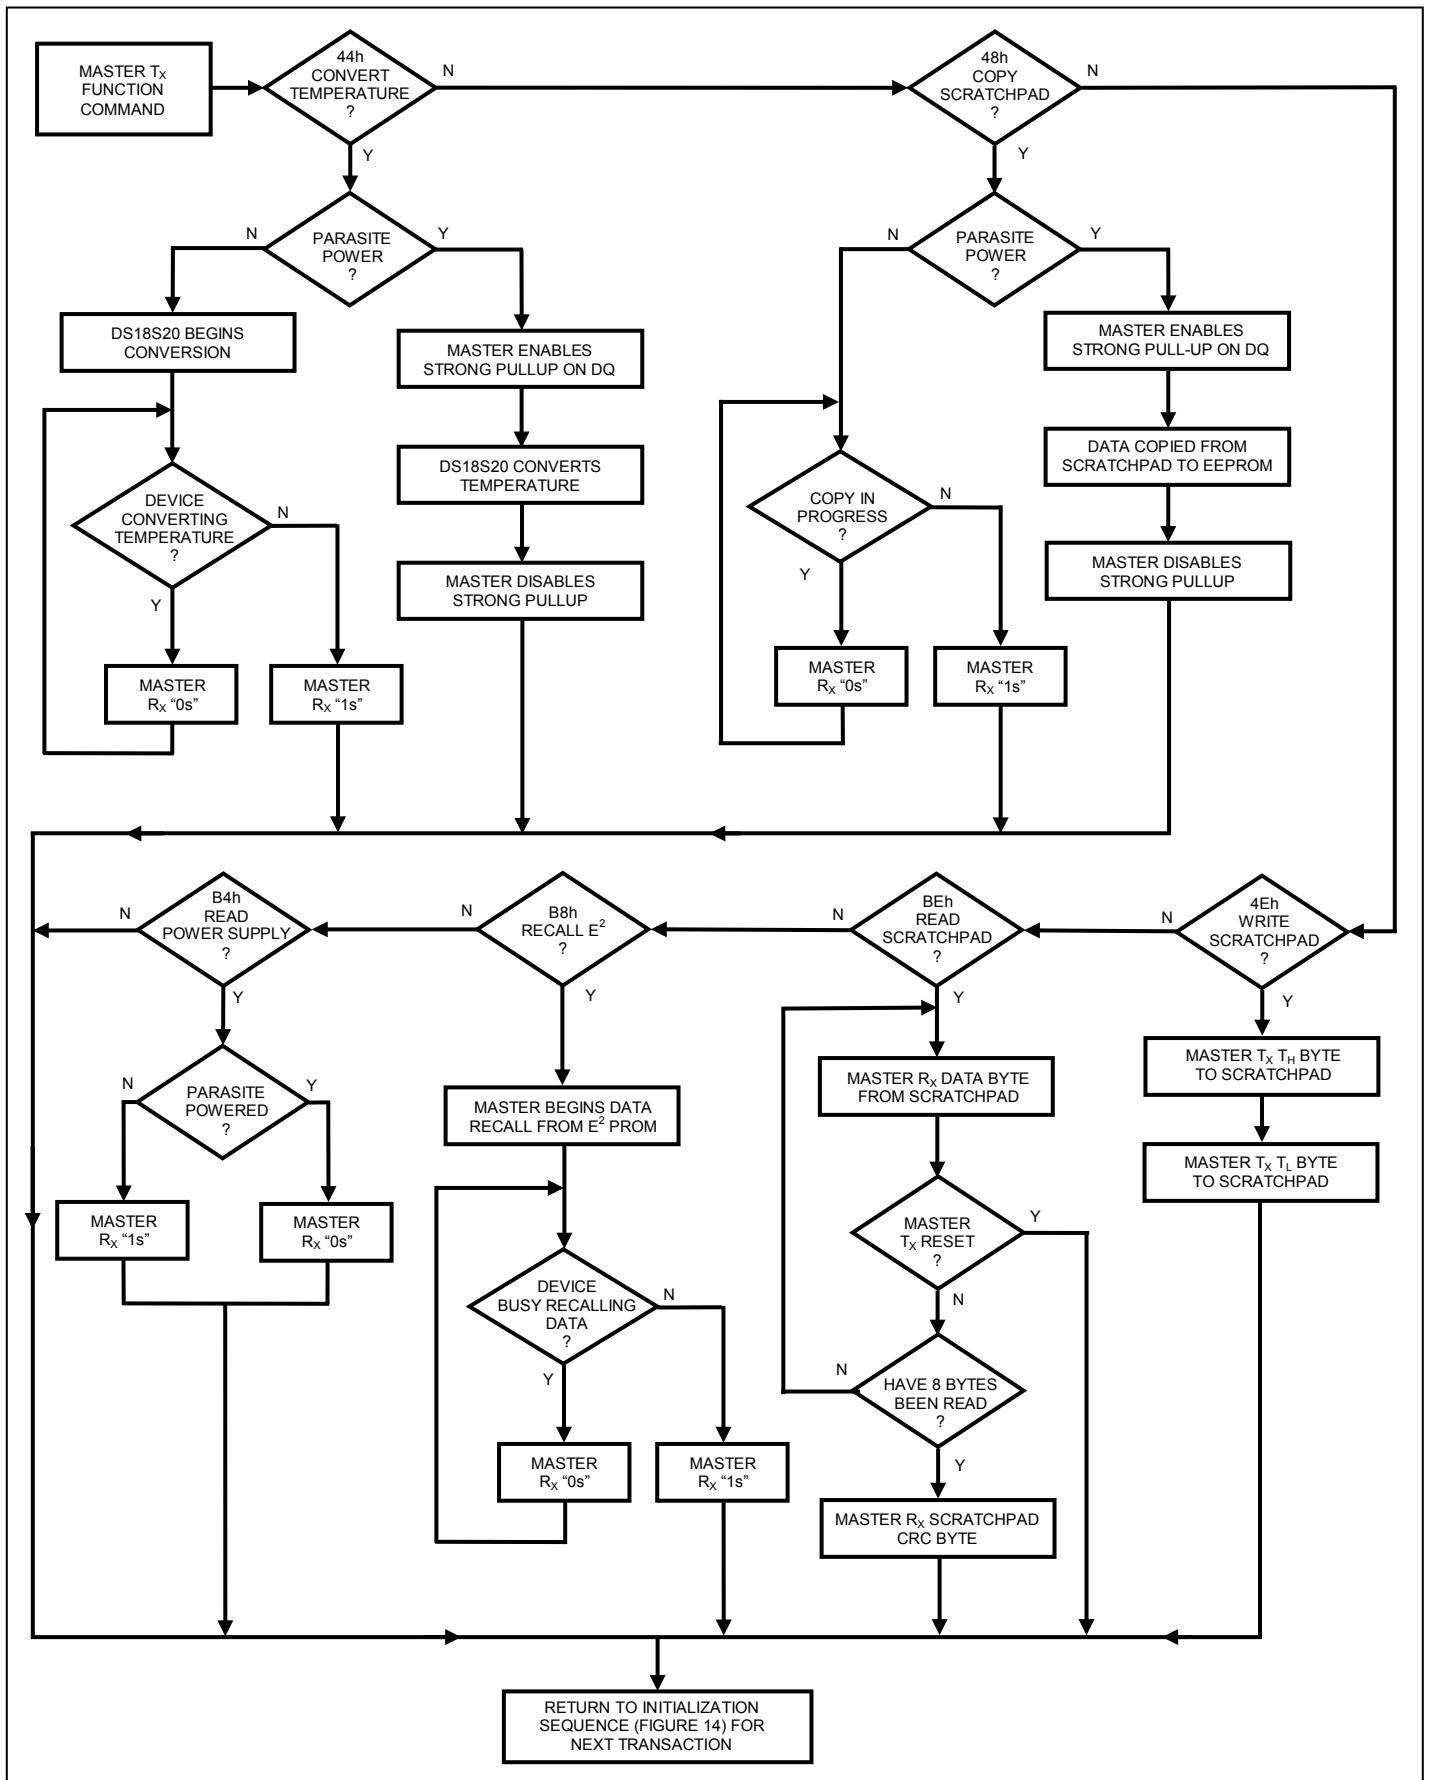 MASTER TX
FUNCTION
COMMAND
44h
CONVERT
TEMPERATURE
?
N
Y
48h
COPY
SCRATCHPAD
?
N
Y
PARASITE
POWER
?
N
Y
DS18S20 BEGINS
CONVERSION
MASTER ENABLES
STRONG PULLUP ON DQ
DS18S20 CONVERTS
TEMPERATURE
MASTER DISABLES
STRONG PULLUP
DEVICE
CONVERTING
TEMPERATURE
?
N
Y
MASTER
RX “0s”
MASTER
RX “1s”
PARASITE
POWER
?
N
Y
MASTER ENABLES
STRONG PULL-UP ON DQ
DATA COPIED FROM
SCRATCHPAD TO EEPROM
MASTER DISABLES
STRONG PULLUP
COPY IN
PROGRESS
?
N
Y
MASTER
RX “0s”
MASTER
RX “1s”
B4h
READ
POWER SUPPLY
?
N
Y
B8h
RECALL E2
?
N
Y
BEh
READ
SCRATCHPAD
?
N
Y
4Eh
WRITE
SCRATCHPAD
?
N
Y
PARASITE
POWERED
?
N
Y
MASTER
RX “1s”
MASTER
RX “0s”
MASTER BEGINS DATA
RECALL FROM E2 PROM
DEVICE
BUSY RECALLING
DATA
?
N
Y
MASTER
RX “0s”
MASTER
RX “1s”
MASTER RX DATA BYTE
FROM SCRATCHPAD
MASTER
TX RESET
?
Y
N
HAVE 8 BYTES
BEEN READ
?
N
Y
MASTER RX SCRATCHPAD
CRC BYTE
MASTER TX TH BYTE
TO SCRATCHPAD
MASTER TX TL BYTE
TO SCRATCHPAD
RETURN TO INITIALIZATION
SEQUENCE (FIGURE 14) FOR
NEXT TRANSACTION